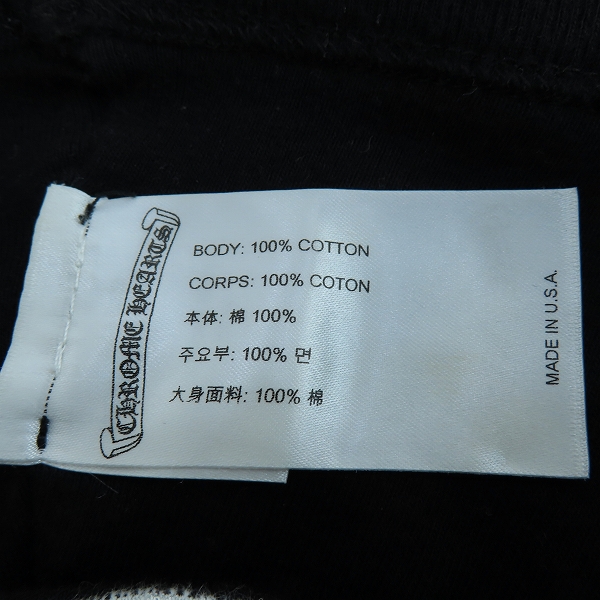 CHROME HEARTS
BODY: 100% COTTON
CORPS: 100% COTON
本体: 棉 100%
주요부: 100% 면
大身面料: 100% 棉
MADE IN U.S.A.